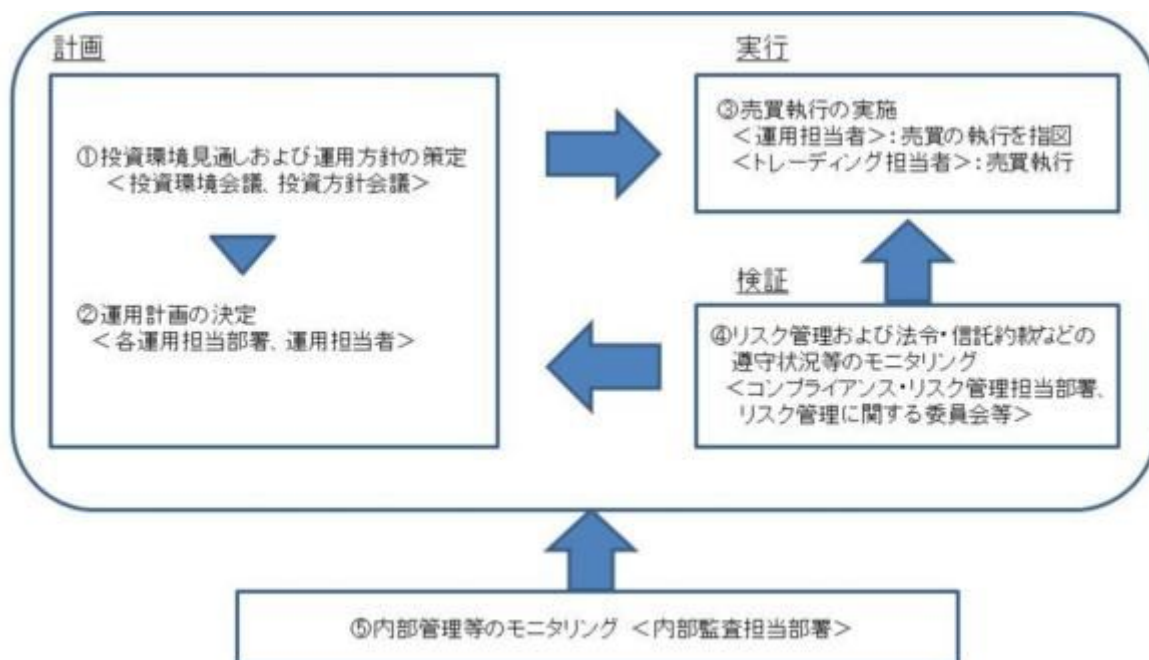 計画
①投資環境見通しおよび運用方針の策定
<投資環境会議、投資方針会議>
②運用計画の決定
<各運用担当部署、運用担当者>
実行
③売買執行の実施
<運用担当者>:売買の執行を指図
<トレーディング担当者>:売買執行
検証
④リスク管理および法令・信託約款などの
遵守状況等のモニタリング
<コンプライアンス・リスク管理担当部署、
リスク管理に関する委員会等>
⑤内部管理等のモニタリング <内部監査担当部署>